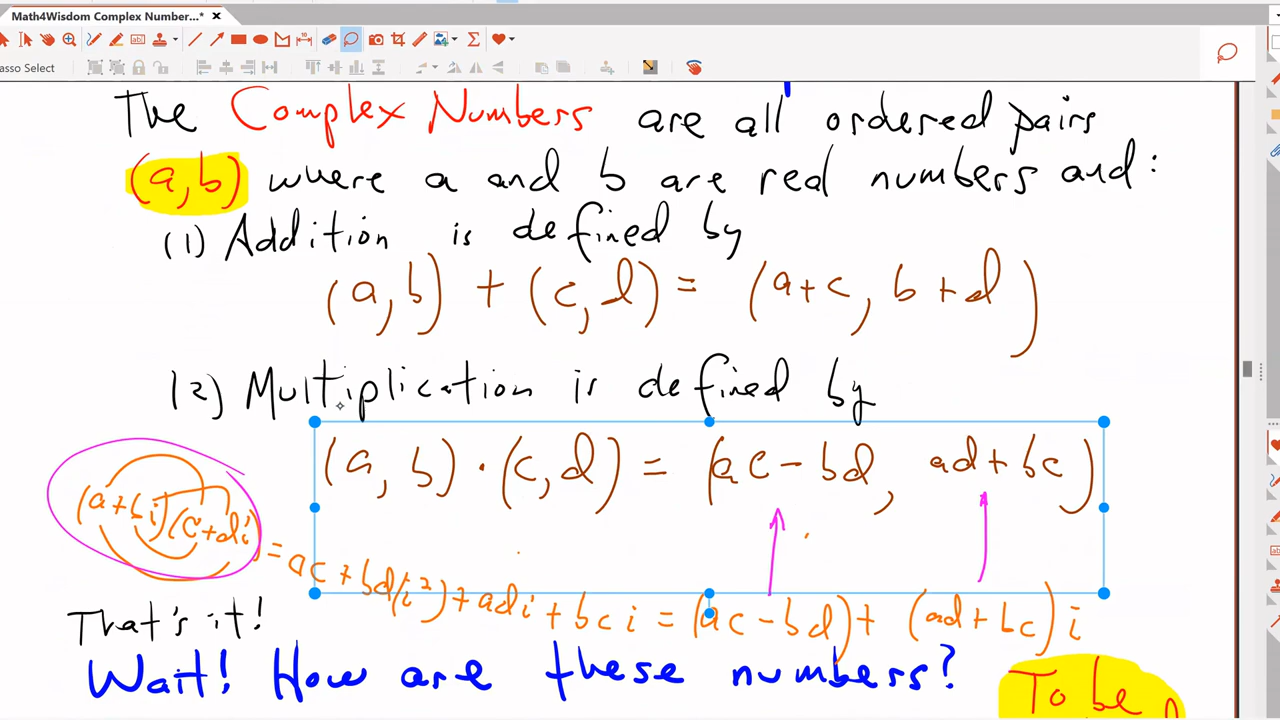 Math4Wisdom Complex Number...*
asso Select
The Complex Numbers are all ordered pairs
(a,b) where a and b are real numbers and:
(1) Addition is defined by
(a,b) + (c,d) = (a+c, b+d)
(2) Multiplication is defined by
(a, b) · (c,d) = (ac-bd, ad+bc)
(a+bi)(c+di) = ac + bd(i²) + adi + bci = (ac-bd) + (ad+bc)i
That's it!
Wait! How are these numbers?
To be